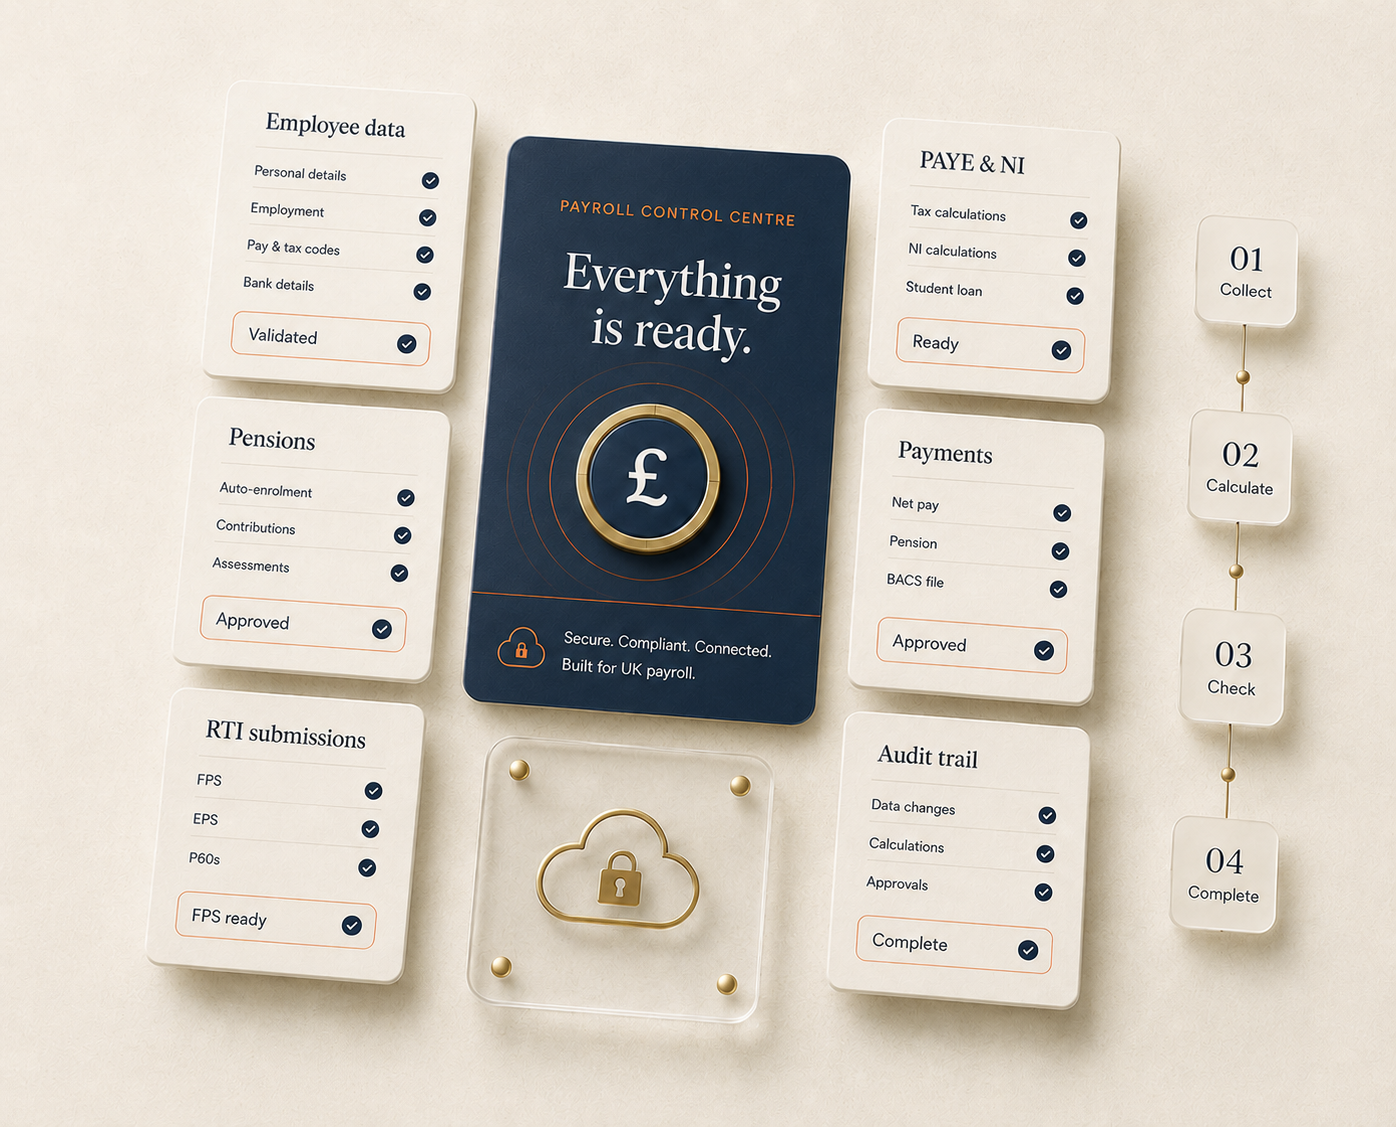 Employee data
Personal details
Employment
Pay & tax codes
Bank details
Validated
Pensions
Auto-enrolment
Contributions
Assessments
Approved
RTI submissions
FPS
EPS
P60s
FPS ready
PAYROLL CONTROL CENTRE
Everything
is ready.
£
Secure. Compliant. Connected.
Built for UK payroll.
PAYE & NI
Tax calculations
NI calculations
Student loan
Ready
Payments
Net pay
Pension
BACS file
Approved
Audit trail
Data changes
Calculations
Approvals
Complete
01
Collect
02
Calculate
03
Check
04
Complete